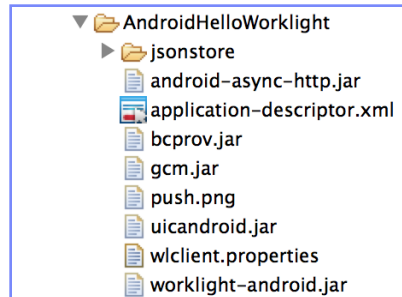 AndroidHelloWorklight
jsonstore
android-async-http.jar
application-descriptor.xml
bcprov.jar
gcm.jar
push.png
uicandroid.jar
wlclient.properties
worklight-android.jar